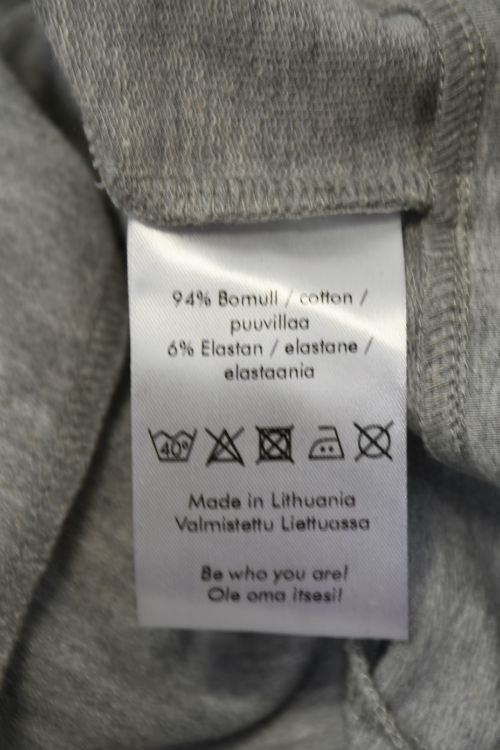 94% Bomull / cotton /
puuvillaa
6% Elastan / elastane /
elastaania
40°
Made in Lithuania
Valmistettu Liettuassa
Be who you are!
Ole oma itsesi!